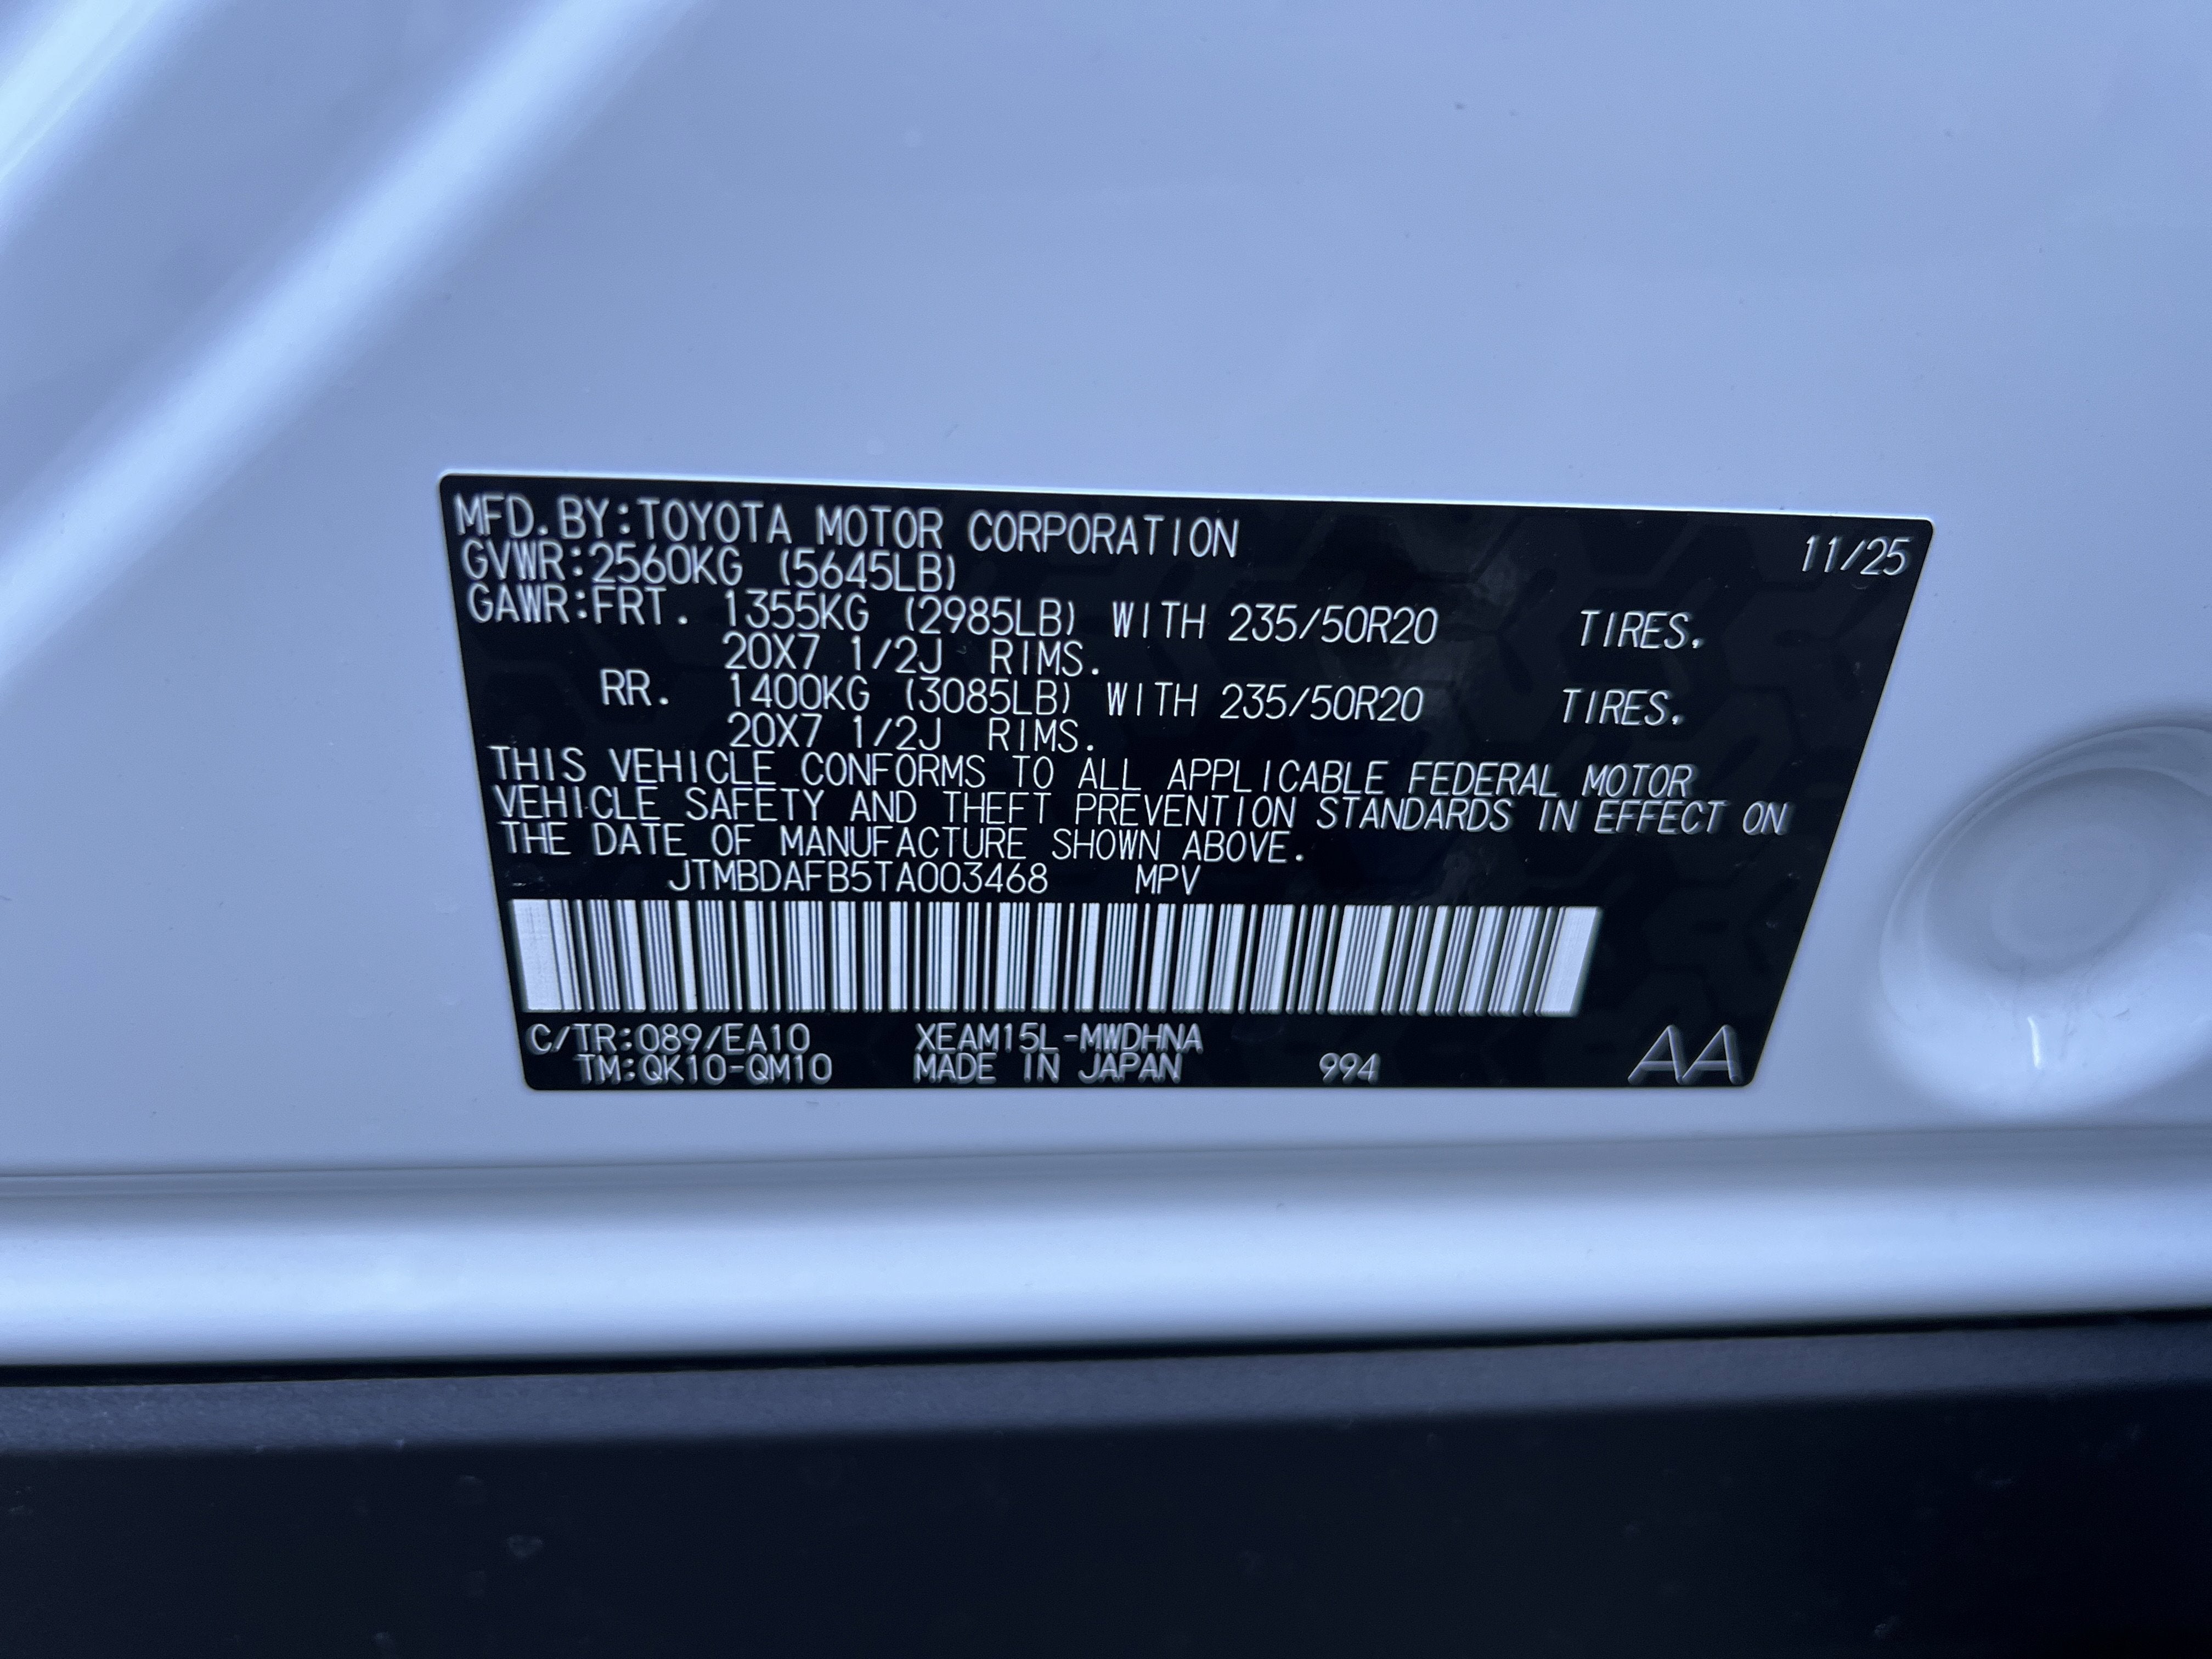 MFD.BY:TOYOTA MOTOR CORPORATION 11/25
GVWR:2560KG (5645LB)
GAWR:FRT. 1355KG (2985LB) WITH 235/50R20 TIRES,
20X7 1/2J RIMS.
RR. 1400KG (3085LB) WITH 235/50R20 TIRES,
20X7 1/2J RIMS.
THIS VEHICLE CONFORMS TO ALL APPLICABLE FEDERAL MOTOR
VEHICLE SAFETY AND THEFT PREVENTION STANDARDS IN EFFECT ON
THE DATE OF MANUFACTURE SHOWN ABOVE.
JTMBDAFB5TA003468 MPV
C/TR:089/EA10 XEAM15L-MWDHNA
TM:QK10-QM10 MADE IN JAPAN 994 AA